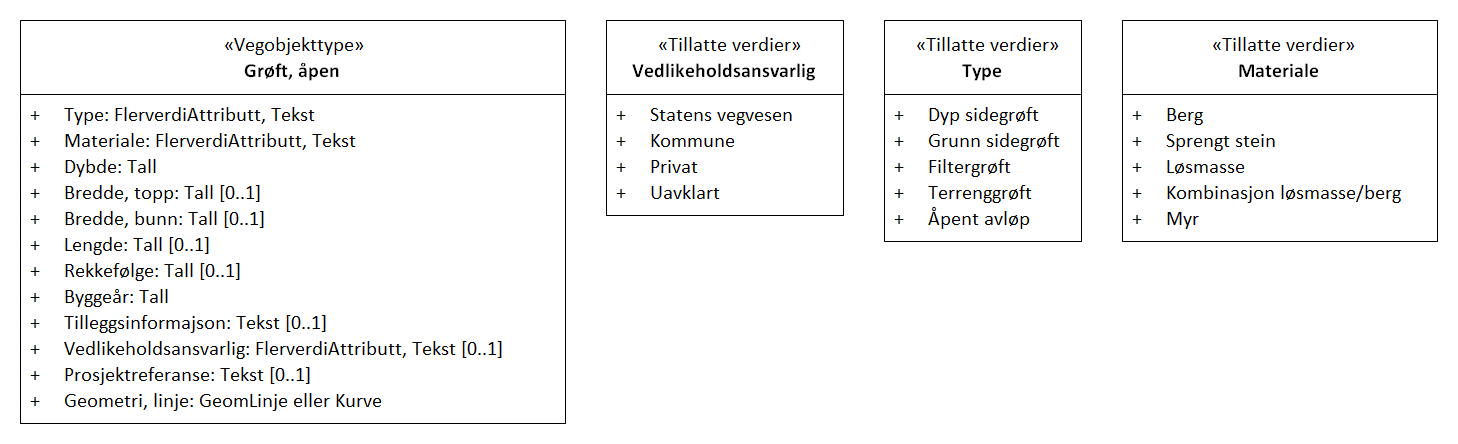 «Vegobjekttype»
Grøft, åpen
+ Type: FlerverdiAttributt, Tekst
+ Materiale: FlerverdiAttributt, Tekst
+ Dybde: Tall
+ Bredde, topp: Tall [0..1]
+ Bredde, bunn: Tall [0..1]
+ Lengde: Tall [0..1]
+ Rekkefølge: Tall [0..1]
+ Byggeår: Tall
+ Tilleggsinformajson: Tekst [0..1]
+ Vedlikeholdsansvarlig: FlerverdiAttributt, Tekst [0..1]
+ Prosjektreferanse: Tekst [0..1]
+ Geometri, linje: GeomLinje eller Kurve
«Tillatte verdier»
Vedlikeholdsansvarlig
+ Statens vegvesen
+ Kommune
+ Privat
+ Uavklart
«Tillatte verdier»
Type
+ Dyp sidegrøft
+ Grunn sidegrøft
+ Filtergrøft
+ Terrenggrøft
+ Åpent avløp
«Tillatte verdier»
Materiale
+ Berg
+ Sprengt stein
+ Løsmasse
+ Kombinasjon løsmasse/berg
+ Myr